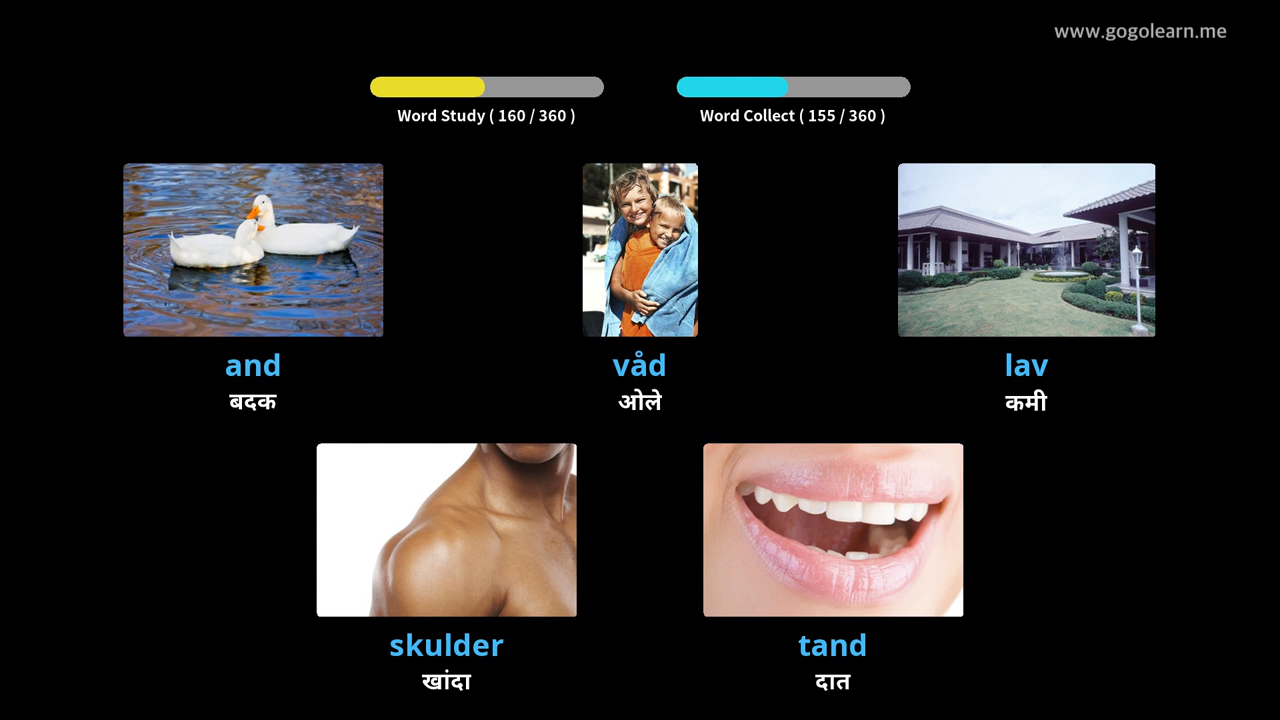 www.gogolearn.me
Word Study ( 160 / 360 )
Word Collect ( 155 / 360 )
and
बदक
våd
ओले
lav
कमी
skulder
खांदा
tand
दात